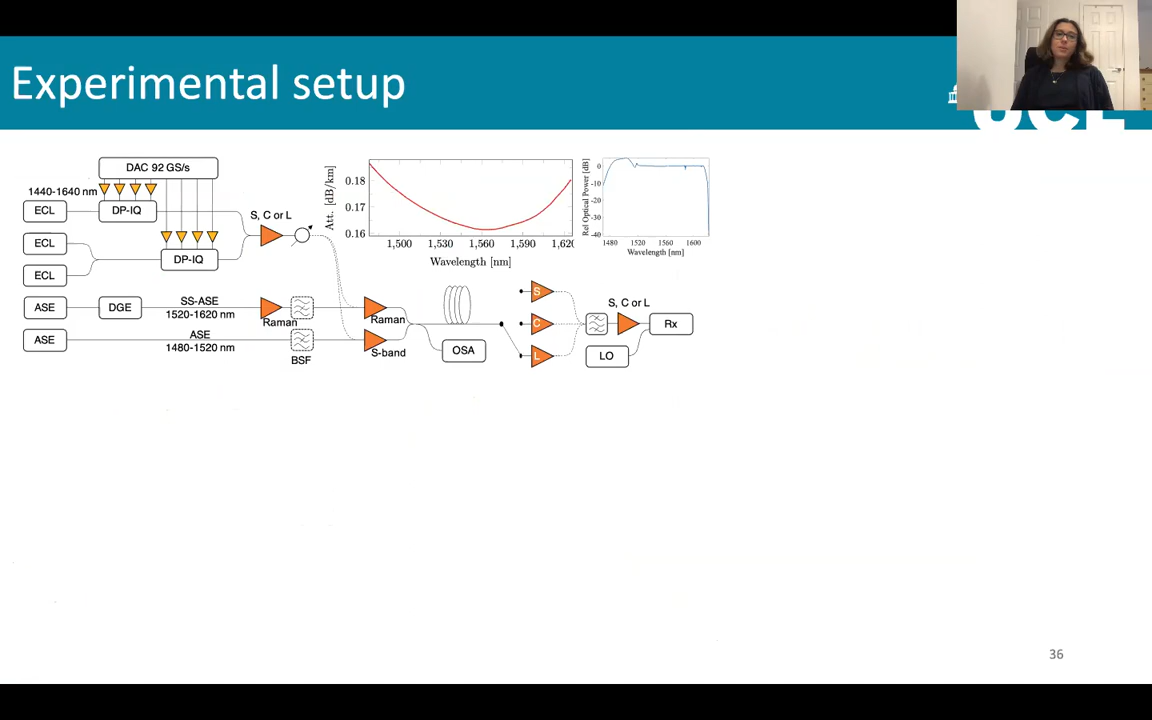 Experimental setup
UCL
DAC 92 GS/s
1440-1640 nm
ECL
DP-IQ
S, C or L
ECL
DP-IQ
ECL
ASE
DGE
SS-ASE
1520-1620 nm
Raman
Raman
ASE
ASE
1480-1520 nm
BSF
S-band
OSA
S
C
L
S, C or L
Rx
LO
Att. [dB/km]
0.18
0.17
0.16
1,500
1,530
1,560
1,590
1,620
Wavelength [nm]
Rel Optical Power [dB]
0
-10
-20
-30
-40
1480
1520
1560
1600
Wavelength [nm]
36